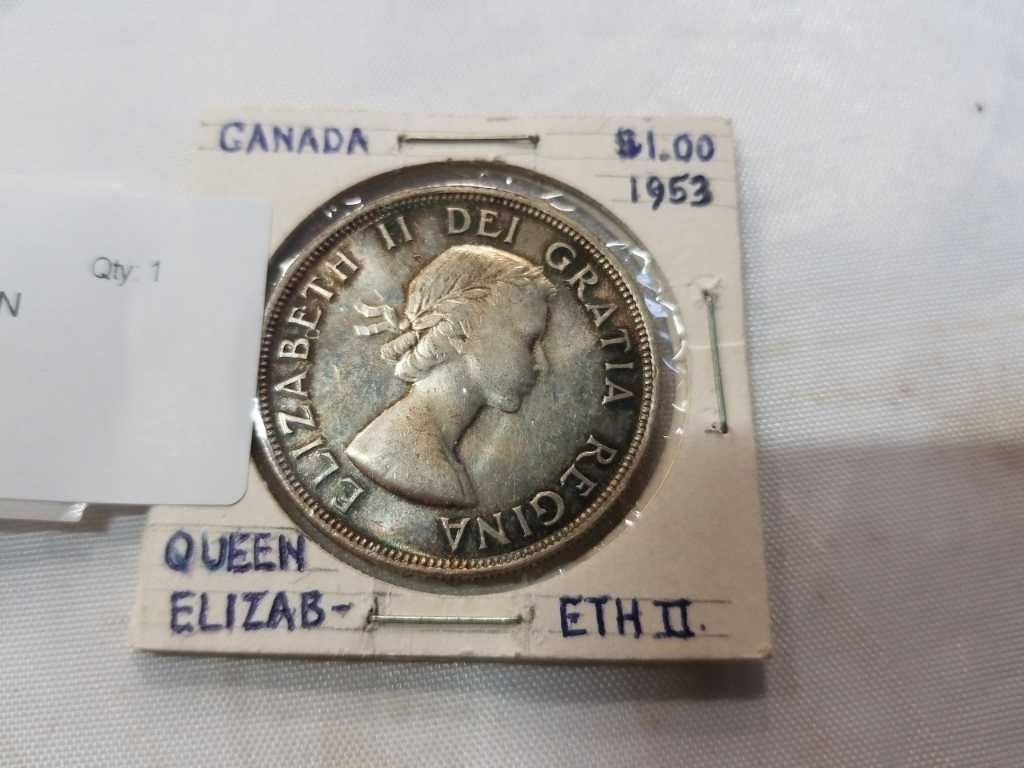 CANADA
$1.00
1953
Qty: 1
N
ELIZABETH II DEI GRATIA REGINA
QUEEN
ELIZAB-
ETH II.